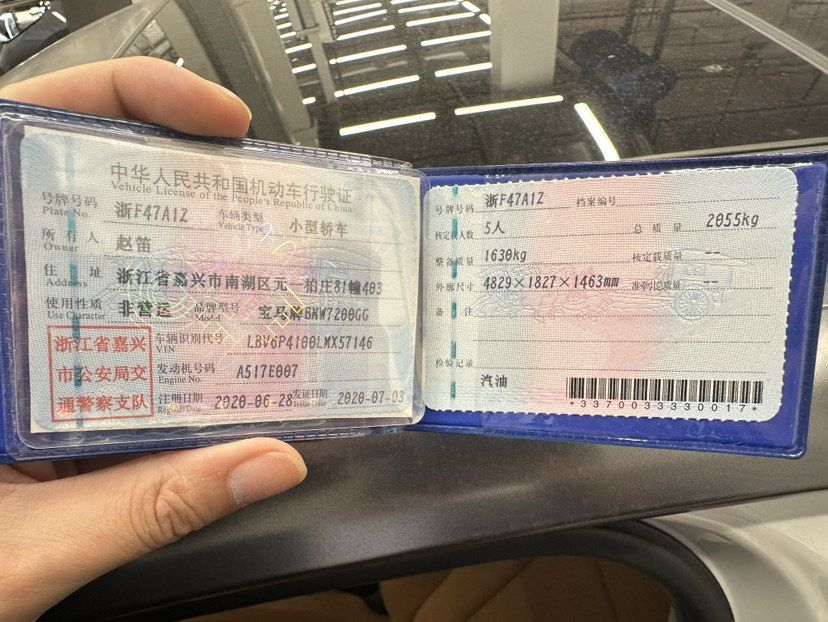 中华人民共和国机动车行驶证
Vehicle License of the People's Republic of China
号牌号码 浙F47A1Z 车辆类型 小型轿车
Plate No. Vehicle Type
所有人 赵笛
Owner
住址 浙江省嘉兴市南湖区元一柏庄81幢403
Address
使用性质 非营运 品牌型号 宝马牌BMW7200GG
Use Character Model
浙江省嘉兴
市公安局交
通警察支队
车辆识别代号 LBV6P4100LMX57146
VIN
发动机号码 A517E007
Engine No.
注册日期 2020-06-28 发证日期 2020-07-03
Register Date Issue Date
号牌号码 浙F47A1Z 档案编号
核定载人数 5人 总质量 2055kg
整备质量 1630kg 核定载质量 --
外廓尺寸 4829×1827×1463mm 准牵引总质量 --
备注
检验记录
汽油
*3370033330017*